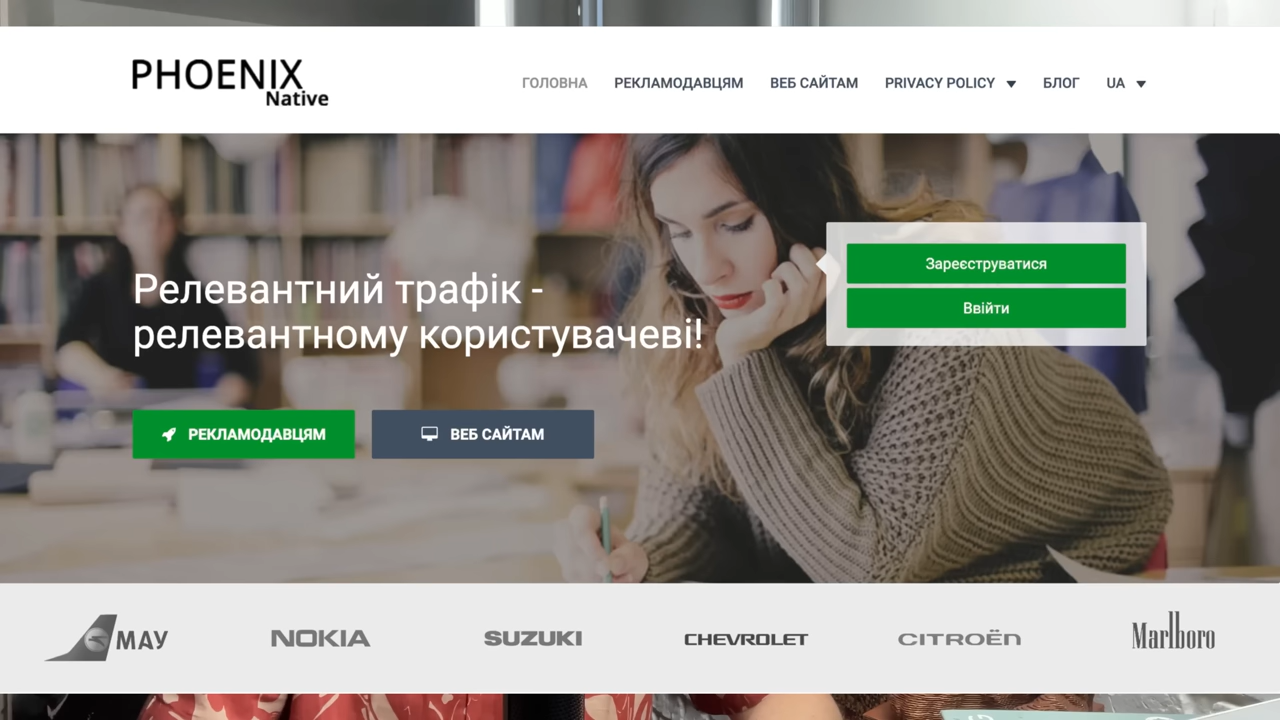 PHOENIX
Native
ГОЛОВНА РЕКЛАМОДАВЦЯМ ВЕБ САЙТАМ PRIVACY POLICY БЛОГ UA
Релевантний трафік -
релевантному користувачеві!
Зареєструватися
Ввійти
РЕКЛАМОДАВЦЯМ ВЕБ САЙТАМ
МАУ NOKIA SUZUKI CHEVROLET CITROËN Marlboro